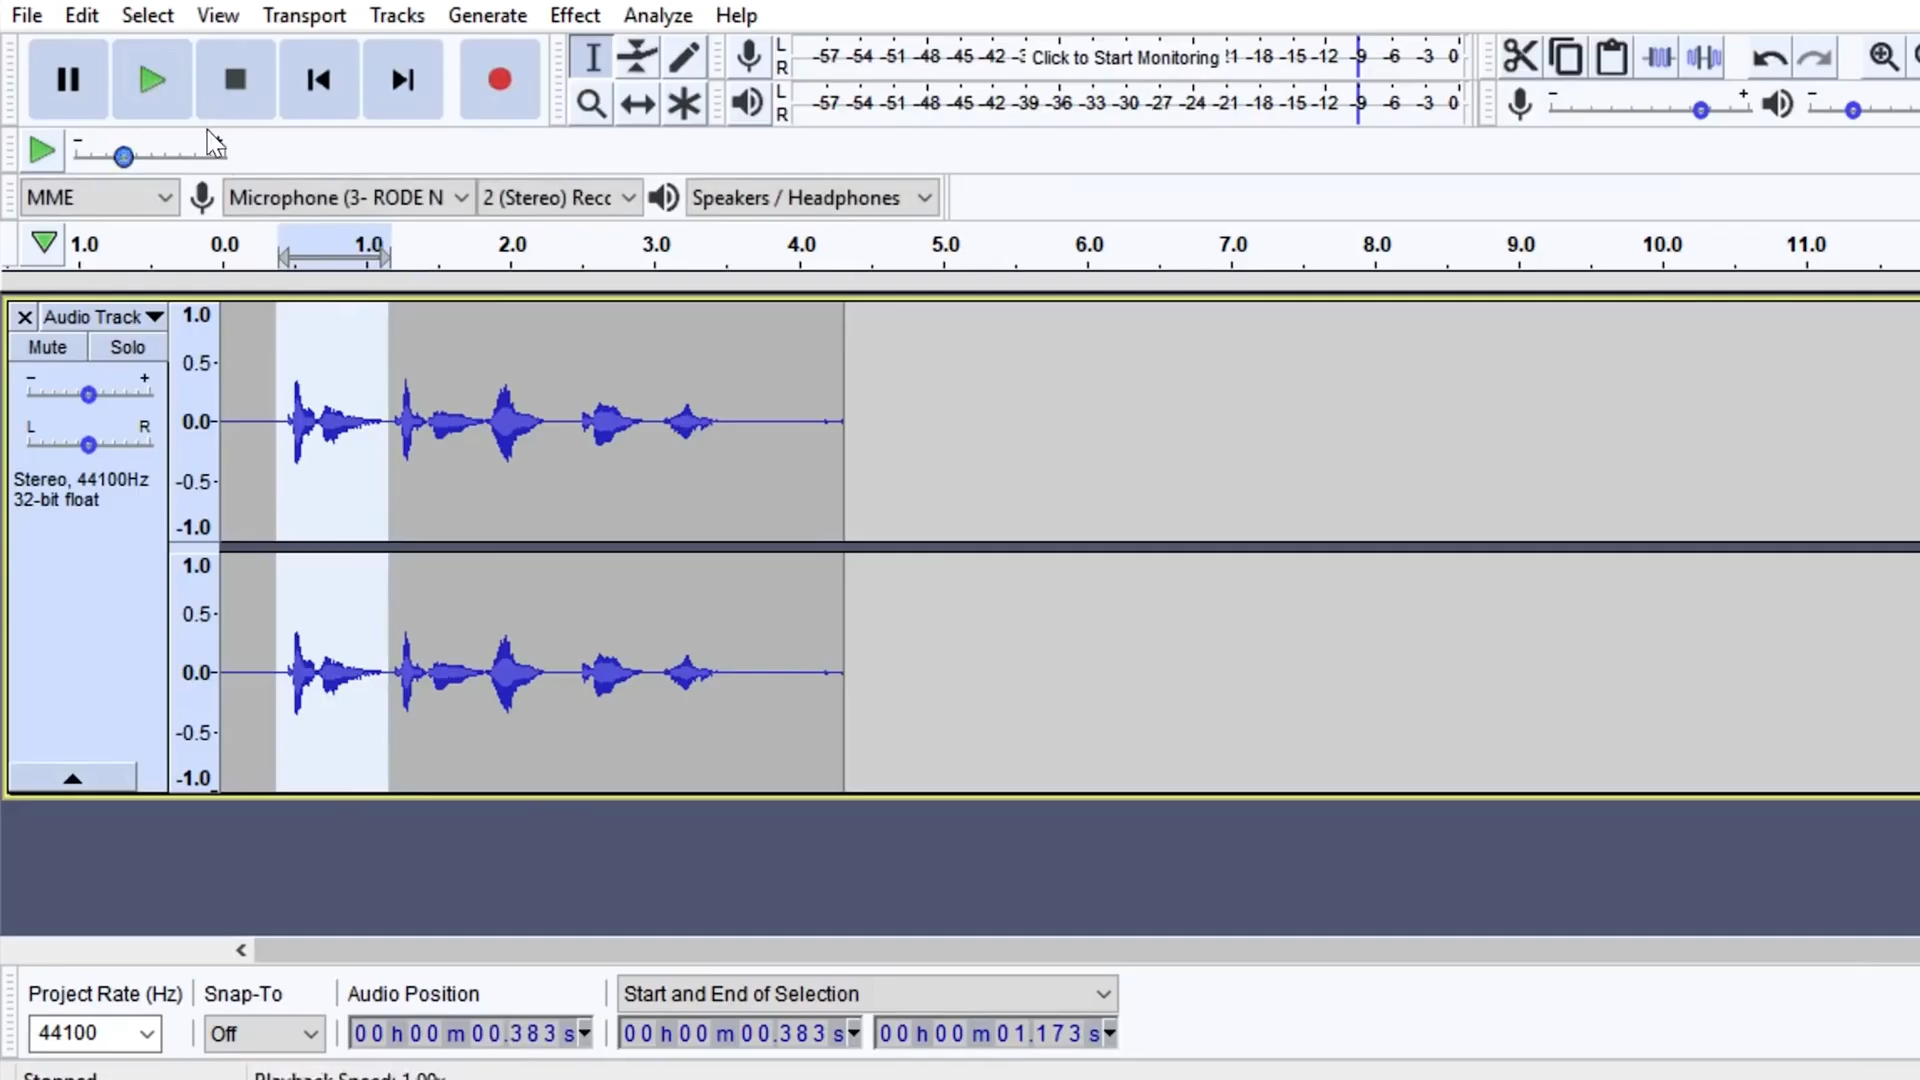 File Edit Select View Transport Tracks Generate Effect Analyze Help
L
R
-57 -54 -51 -48 -45 -42 Click to Start Monitoring -18 -15 -12 -9 -6 -3 0
- +
L
R
-57 -54 -51 -48 -45 -42 -39 -36 -33 -30 -27 -24 -21 -18 -15 -12 -9 -6 -3 0
-
MME Microphone (3- RODE N 2 (Stereo) Recc Speakers / Headphones
1.0 0.0 1.0 2.0 3.0 4.0 5.0 6.0 7.0 8.0 9.0 10.0 11.0
X Audio Track
Mute Solo
- +
L R
Stereo, 44100Hz
32-bit float
1.0
0.5
0.0
-0.5
-1.0
1.0
0.5
0.0
-0.5
-1.0
Project Rate (Hz) Snap-To Audio Position Start and End of Selection
44100 Off 00 h 00 m 00.383 s 00 h 00 m 00.383 s 00 h 00 m 01.173 s
Stopped. Playback Speed: 1.00x